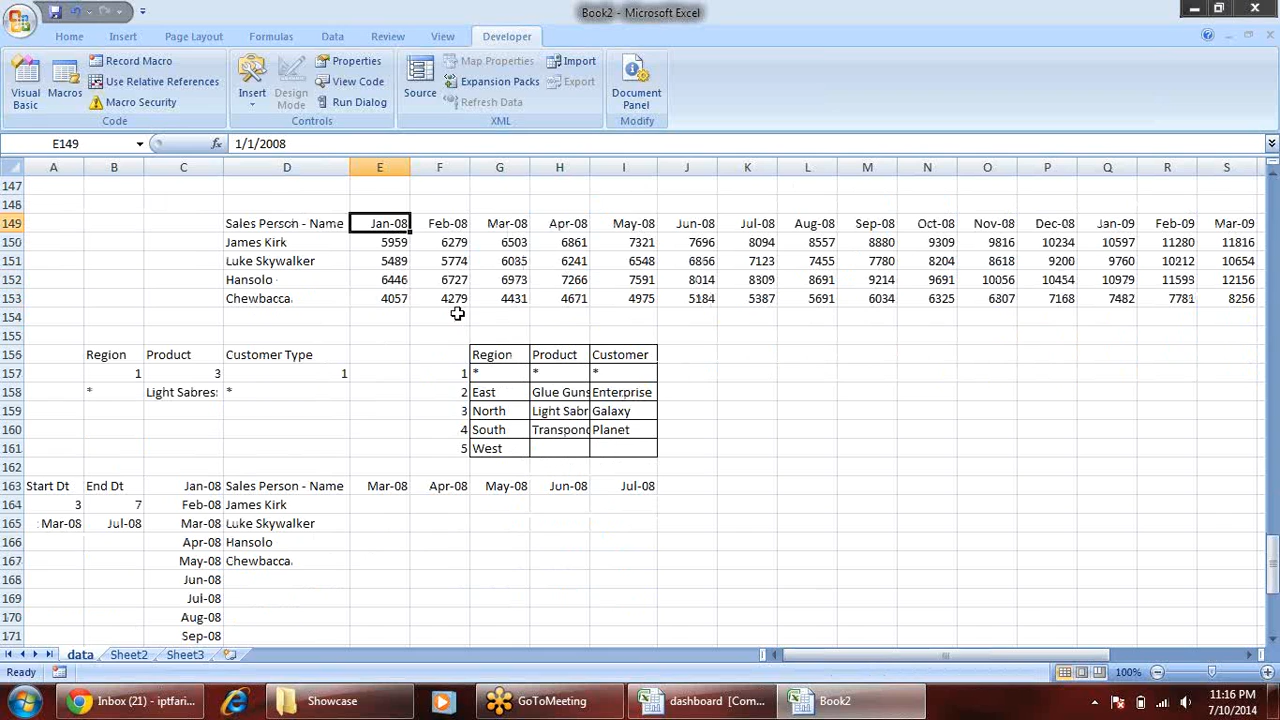 Book2 - Microsoft Excel
Home Insert Page Layout Formulas Data Review View Developer
Visual Basic Macros Record Macro Use Relative References Macro Security Code
Insert Design Mode Properties View Code Run Dialog Controls
Source Map Properties Expansion Packs Refresh Data Import Export XML
Document Panel Modify
E149 fx 1/1/2008
A B C D E F G H I J K L M N O P Q R S
147
148
149 Sales Person - Name Jan-08 Feb-08 Mar-08 Apr-08 May-08 Jun-08 Jul-08 Aug-08 Sep-08 Oct-08 Nov-08 Dec-08 Jan-09 Feb-09 Mar-09
150 James Kirk 5959 6279 6503 6861 7321 7696 8094 8557 8880 9309 9816 10234 10597 11280 11816
151 Luke Skywalker 5489 5774 6035 6241 6548 6856 7123 7455 7780 8204 8618 9200 9760 10212 10654
152 Hansolo 6446 6727 6973 7266 7591 8014 8309 8691 9214 9691 10056 10454 10979 11593 12156
153 Chewbacca 4057 4279 4431 4671 4975 5184 5387 5691 6034 6325 6807 7168 7482 7781 8256
154
155
156 Region Product Customer Type Region Product Customer
157 1 3 1 1 * * *
158 * Light Sabres * 2 East Glue Guns Enterprise
159 3 North Light Sabr Galaxy
160 4 South Transpond Planet
161 5 West
162
163 Start Dt End Dt Jan-08 Sales Person - Name Mar-08 Apr-08 May-08 Jun-08 Jul-08
164 3 7 Feb-08 James Kirk
165 Mar-08 Jul-08 Mar-08 Luke Skywalker
166 Apr-08 Hansolo
167 May-08 Chewbacca
168 Jun-08
169 Jul-08
170 Aug-08
171 Sep-08
data Sheet2 Sheet3
Ready 100%
Inbox (21) - iptfari... Showcase GoToMeeting dashboard [Com... Book2 11:16 PM
7/10/2014